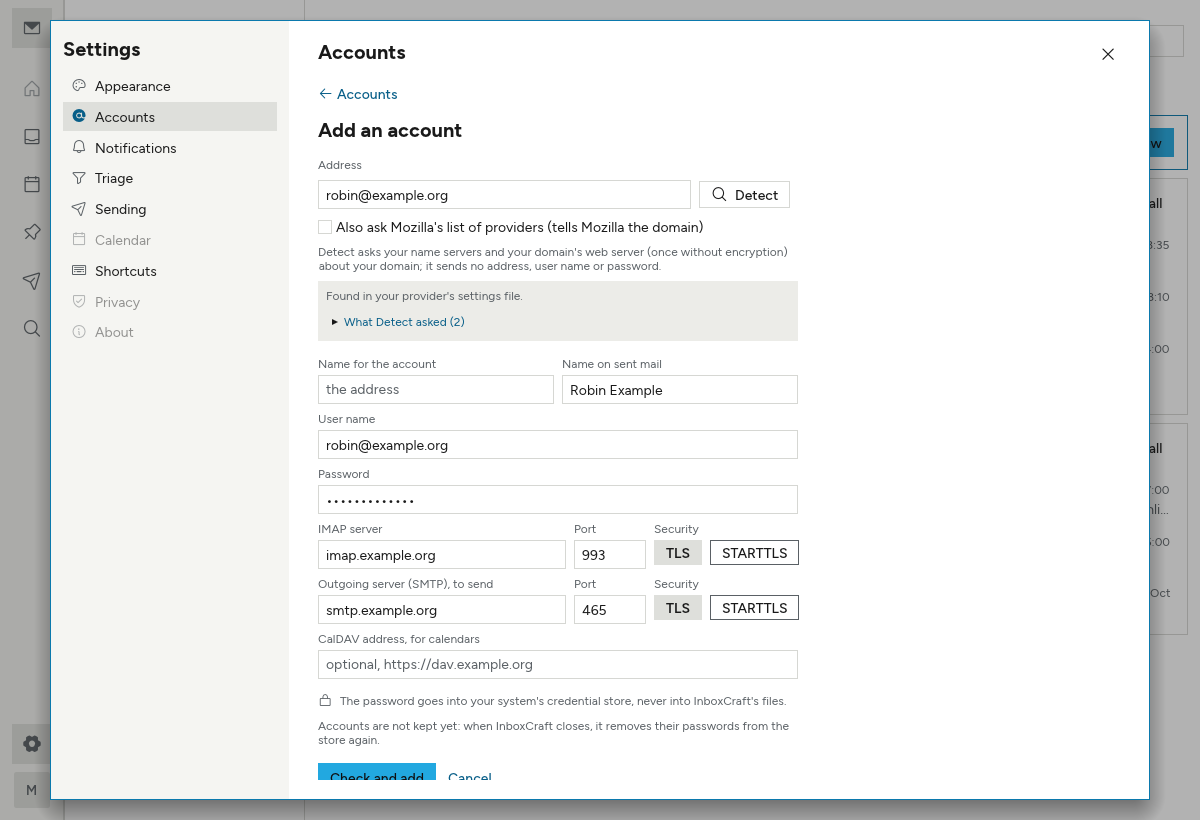 Settings
Appearance
Accounts
Notifications
Triage
Sending
Calendar
Shortcuts
Privacy
About
M
Accounts
← Accounts
Add an account
Address
robin@example.org
Detect
Also ask Mozilla's list of providers (tells Mozilla the domain)
Detect asks your name servers and your domain's web server (once without encryption)
about your domain; it sends no address, user name or password.
Found in your provider's settings file.
What Detect asked (2)
Name for the account Name on sent mail
the address Robin Example
User name
robin@example.org
Password
•••••••••••••
IMAP server Port Security
imap.example.org 993 TLS STARTTLS
Outgoing server (SMTP), to send Port Security
smtp.example.org 465 TLS STARTTLS
CalDAV address, for calendars
optional, https://dav.example.org
The password goes into your system's credential store, never into InboxCraft's files.
Accounts are not kept yet: when InboxCraft closes, it removes their passwords from the
store again.
Check and add Cancel
Oct